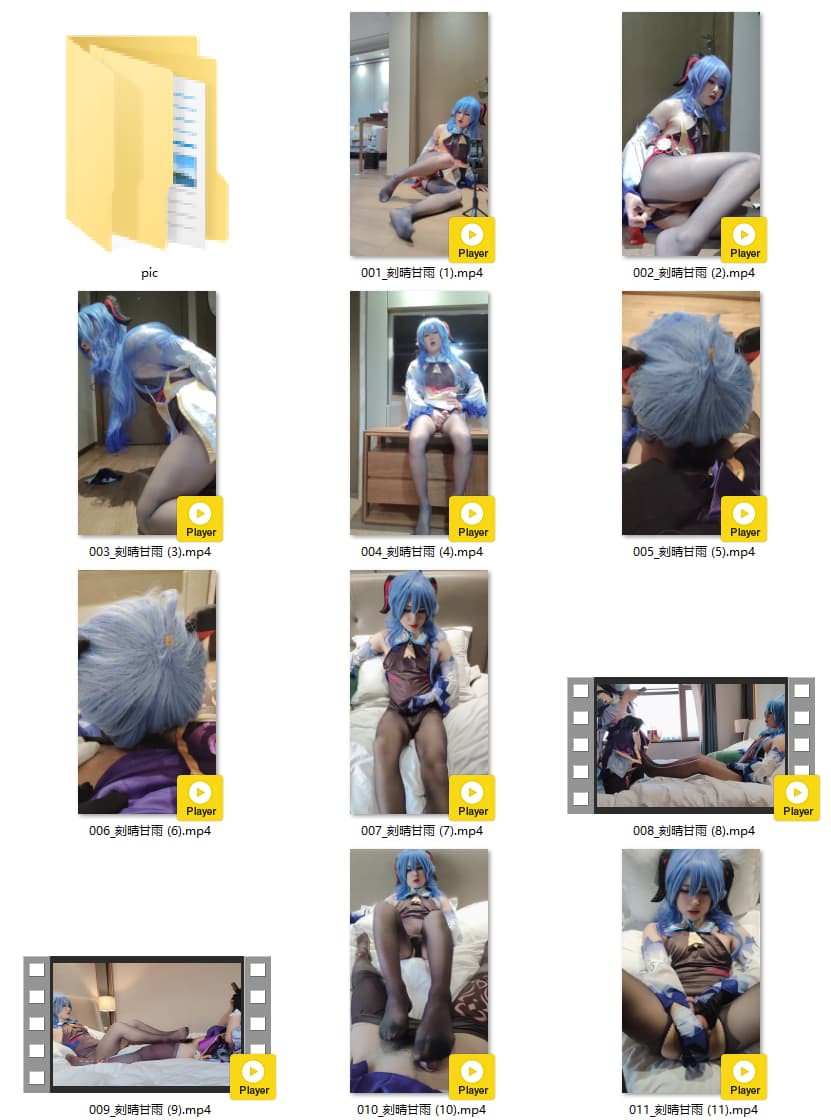 Player
Player
pic
001_刻晴甘雨 (1).mp4
002_刻晴甘雨 (2).mp4
Player
Player
Player
003_刻晴甘雨 (3).mp4
004_刻晴甘雨 (4).mp4
005_刻晴甘雨 (5).mp4
Player
Player
Player
006_刻晴甘雨 (6).mp4
007_刻晴甘雨 (7).mp4
008_刻晴甘雨 (8).mp4
Player
Player
Player
009_刻晴甘雨 (9).mp4
010_刻晴甘雨 (10).mp4
011_刻晴甘雨 (11).mp4